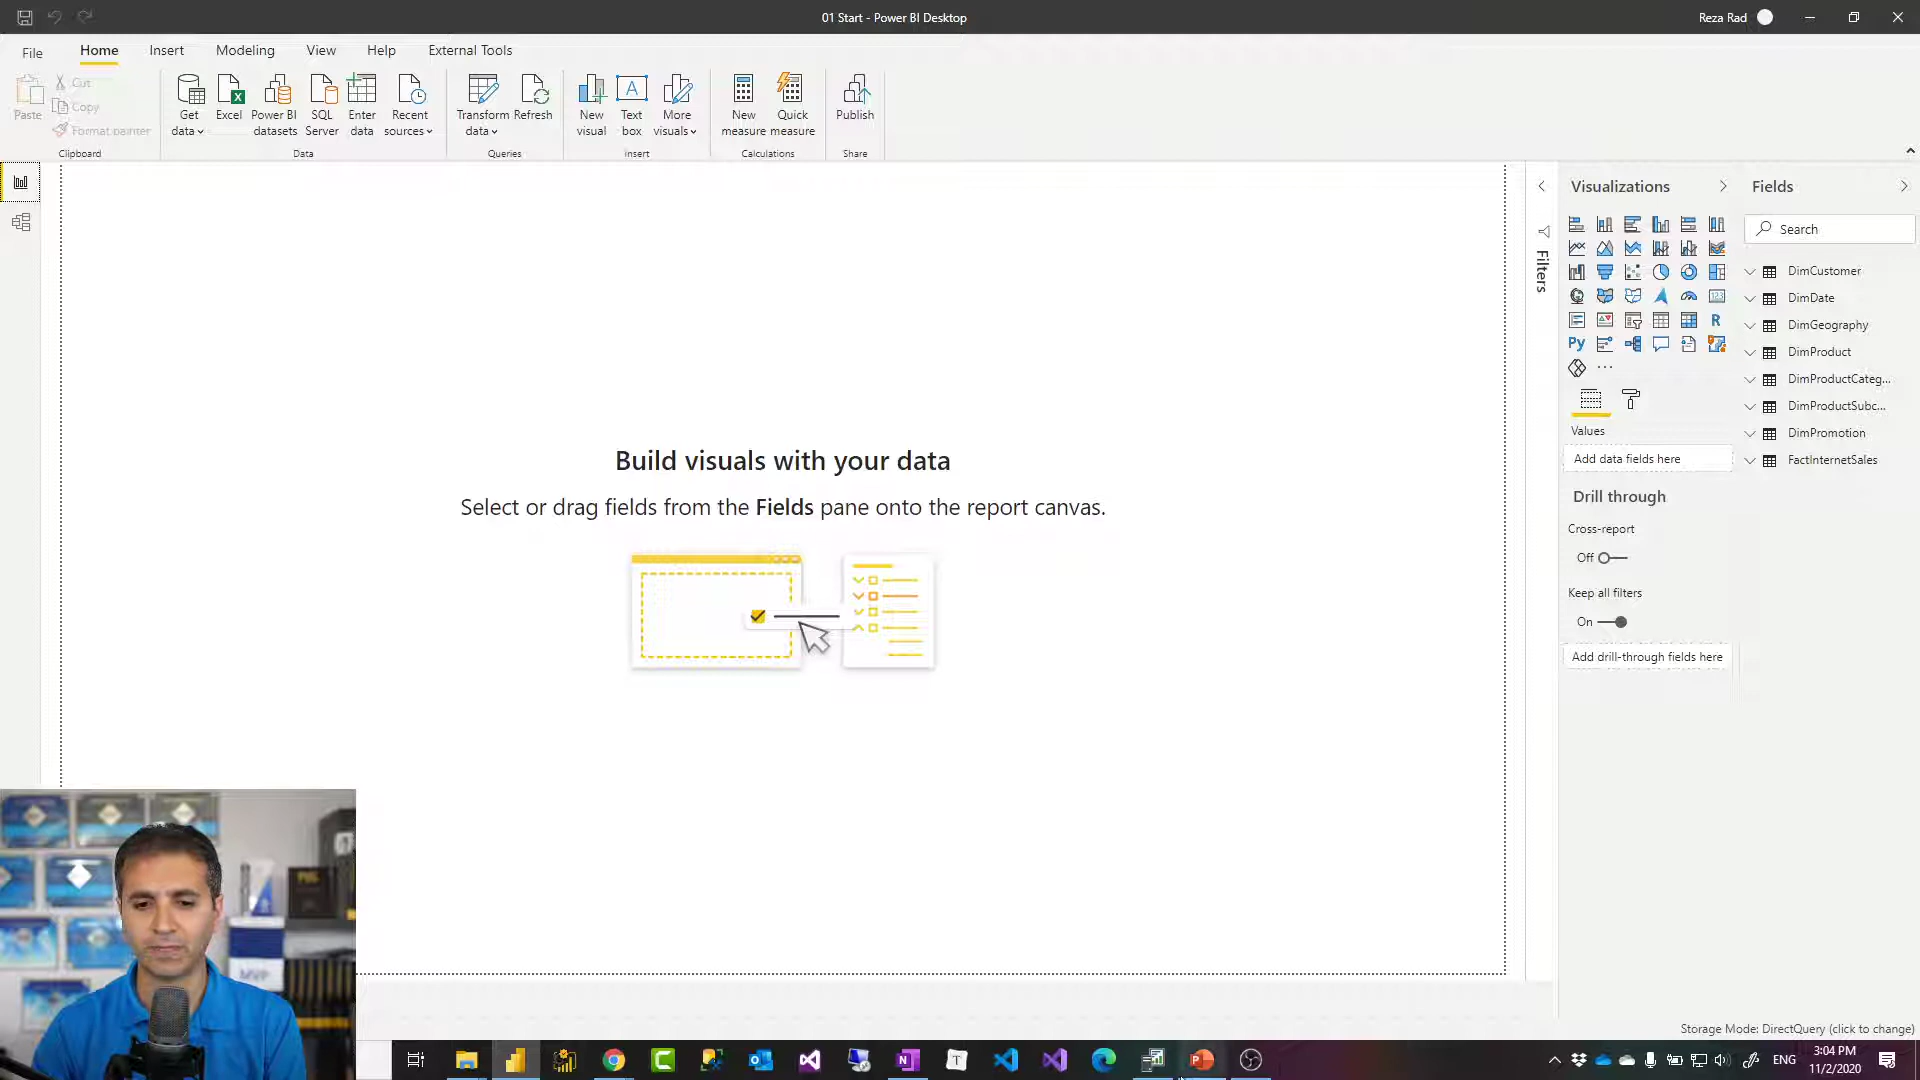 01 Start - Power BI Desktop
Reza Rad
File
Home
Insert
Modeling
View
Help
External Tools
Paste
Cut
Copy
Format painter
Clipboard
Get
data
Excel
Power BI
datasets
SQL
Server
Enter
data
Recent
sources
Data
Transform
data
Refresh
Queries
New
visual
Text
box
More
visuals
Insert
New
measure
Quick
measure
Calculations
Publish
Share
Filters
Visualizations
R
Py
123
Values
Add data fields here
Drill through
Cross-report
Off
Keep all filters
On
Add drill-through fields here
Fields
Search
DimCustomer
DimDate
DimGeography
DimProduct
DimProductCateg...
DimProductSubc...
DimPromotion
FactInternetSales
Build visuals with your data
Select or drag fields from the Fields pane onto the report canvas.
MVP
Storage Mode: DirectQuery (click to change)
ENG
3:04 PM
11/2/2020